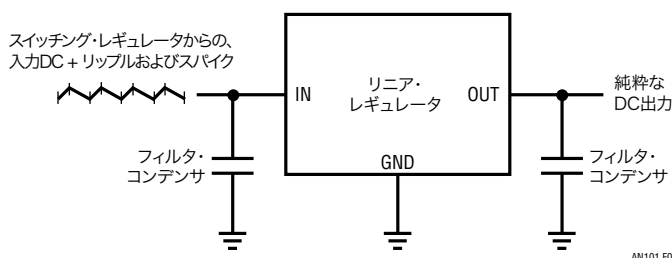 スイッチング・レギュレータからの、
入力DC + リップルおよびスパイク
IN
リニア・
レギュレータ
OUT
純粋な
DC出力
フィルタ・
コンデンサ
GND
フィルタ・
コンデンサ